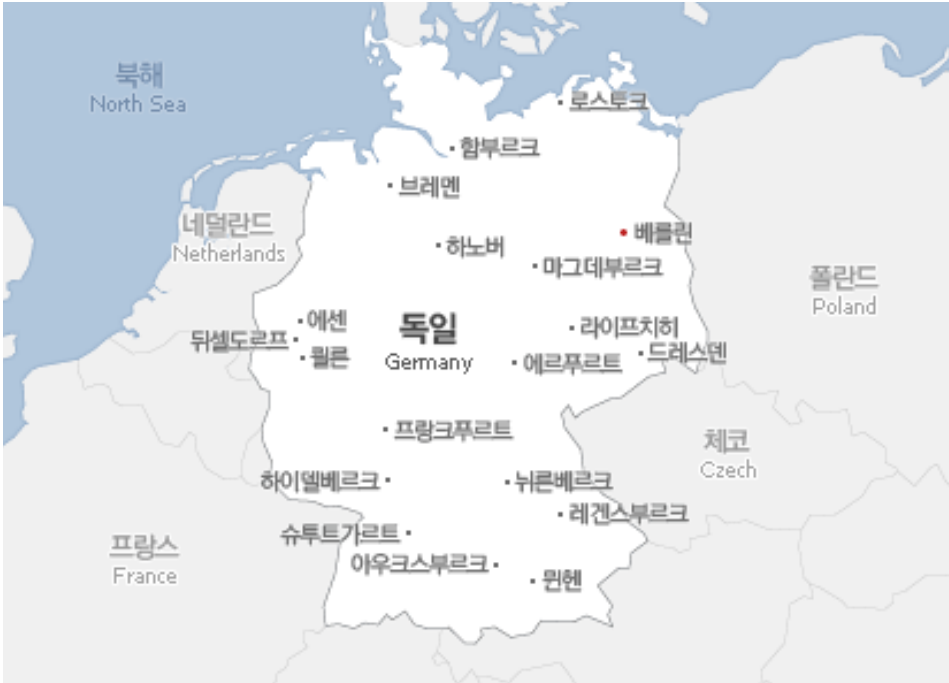 북해
North Sea
로스토크
함부르크
브레멘
네덜란드
Netherlands
베를린
하노버
마그데부르크
폴란드
Poland
에센
독일
Germany
라이프치히
뒤셀도르프
쾰른
에르푸르트
드레스덴
프랑크푸르트
체코
Czech
하이델베르크
뉘른베르크
레겐스부르크
슈투트가르트
프랑스
France
아우크스부르크
뮌헨